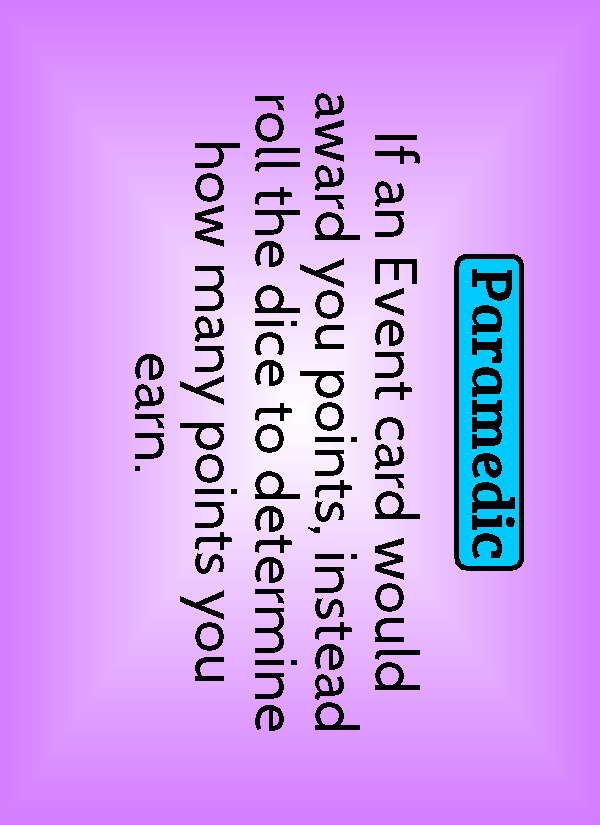 Paramedic
If an Event card would
award you points, instead
roll the dice to determine
how many points you
earn.